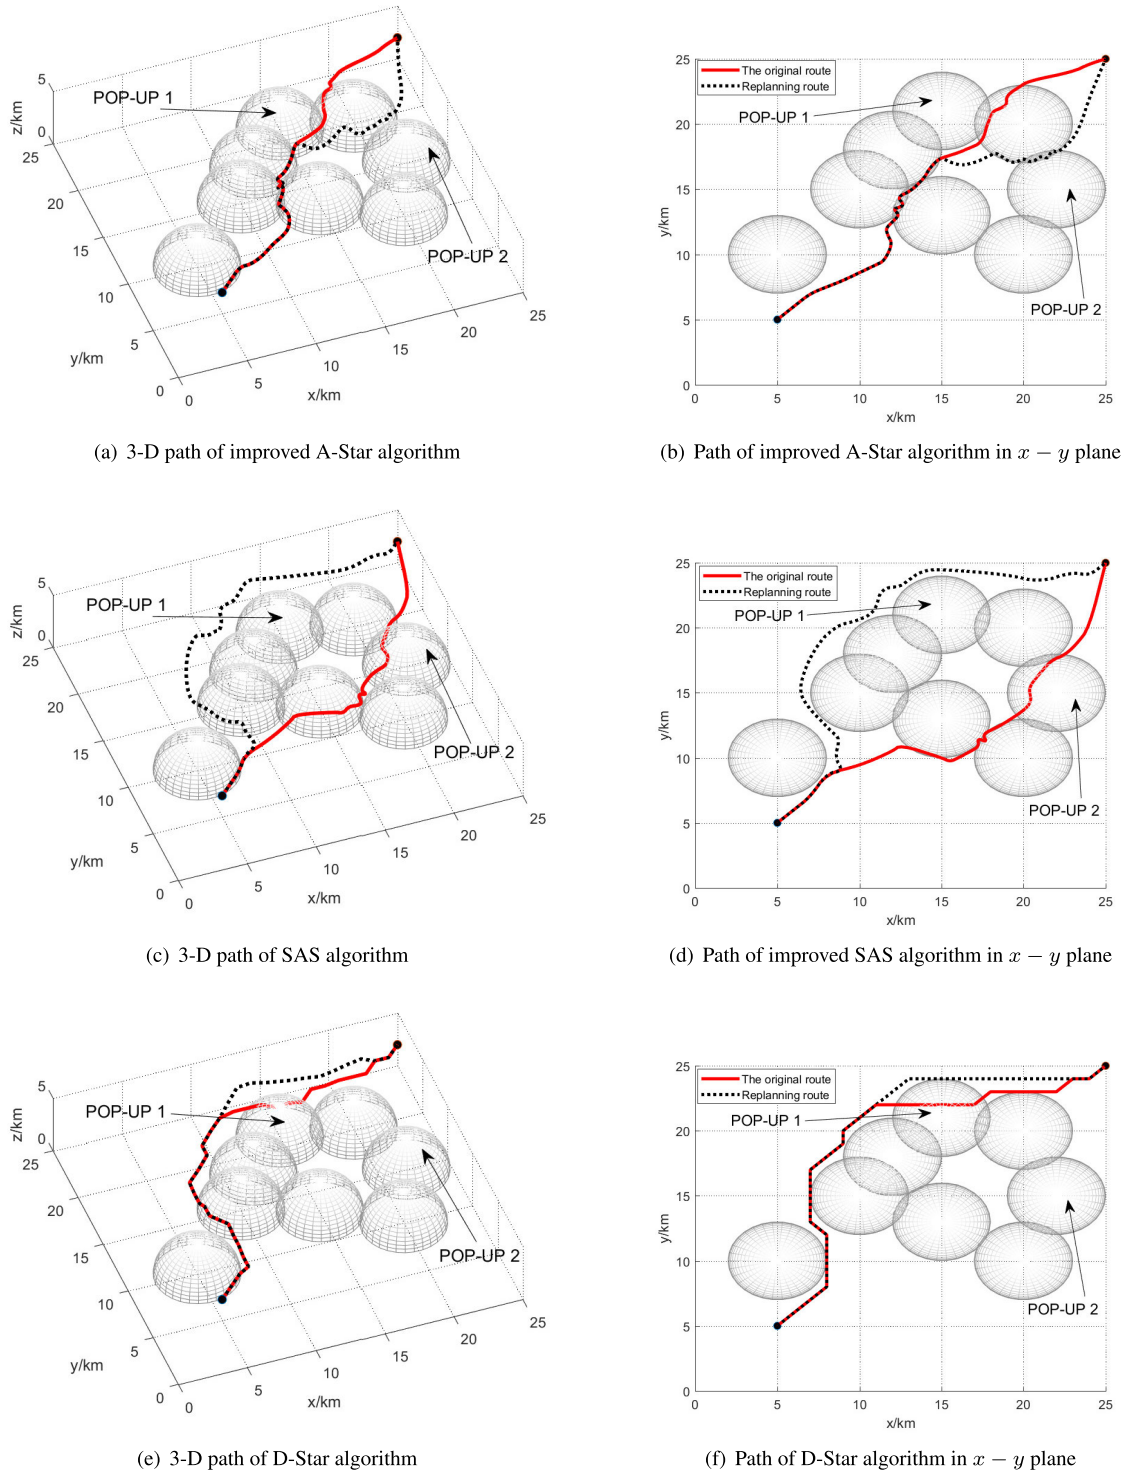 5
z/km
0
25
20
15
10
y/km
5
0
0
5
10
15
20
25
x/km
POP-UP 1
POP-UP 2
(a) 3-D path of improved A-Star algorithm
25
20
15
10
5
0
y/km
0
5
10
15
20
25
x/km
The original route
Replanning route
POP-UP 1
POP-UP 2
(b) Path of improved A-Star algorithm in x − y plane
5
z/km
0
25
20
15
10
y/km
5
0
0
5
10
15
20
25
x/km
POP-UP 1
POP-UP 2
(c) 3-D path of SAS algorithm
25
20
15
10
5
0
y/km
0
5
10
15
20
25
x/km
The original route
Replanning route
POP-UP 1
POP-UP 2
(d) Path of improved SAS algorithm in x − y plane
5
z/km
0
25
20
15
10
y/km
5
0
0
5
10
15
20
25
x/km
POP-UP 1
POP-UP 2
(e) 3-D path of D-Star algorithm
25
20
15
10
5
0
y/km
0
5
10
15
20
25
x/km
The original route
Replanning route
POP-UP 1
POP-UP 2
(f) Path of D-Star algorithm in x − y plane